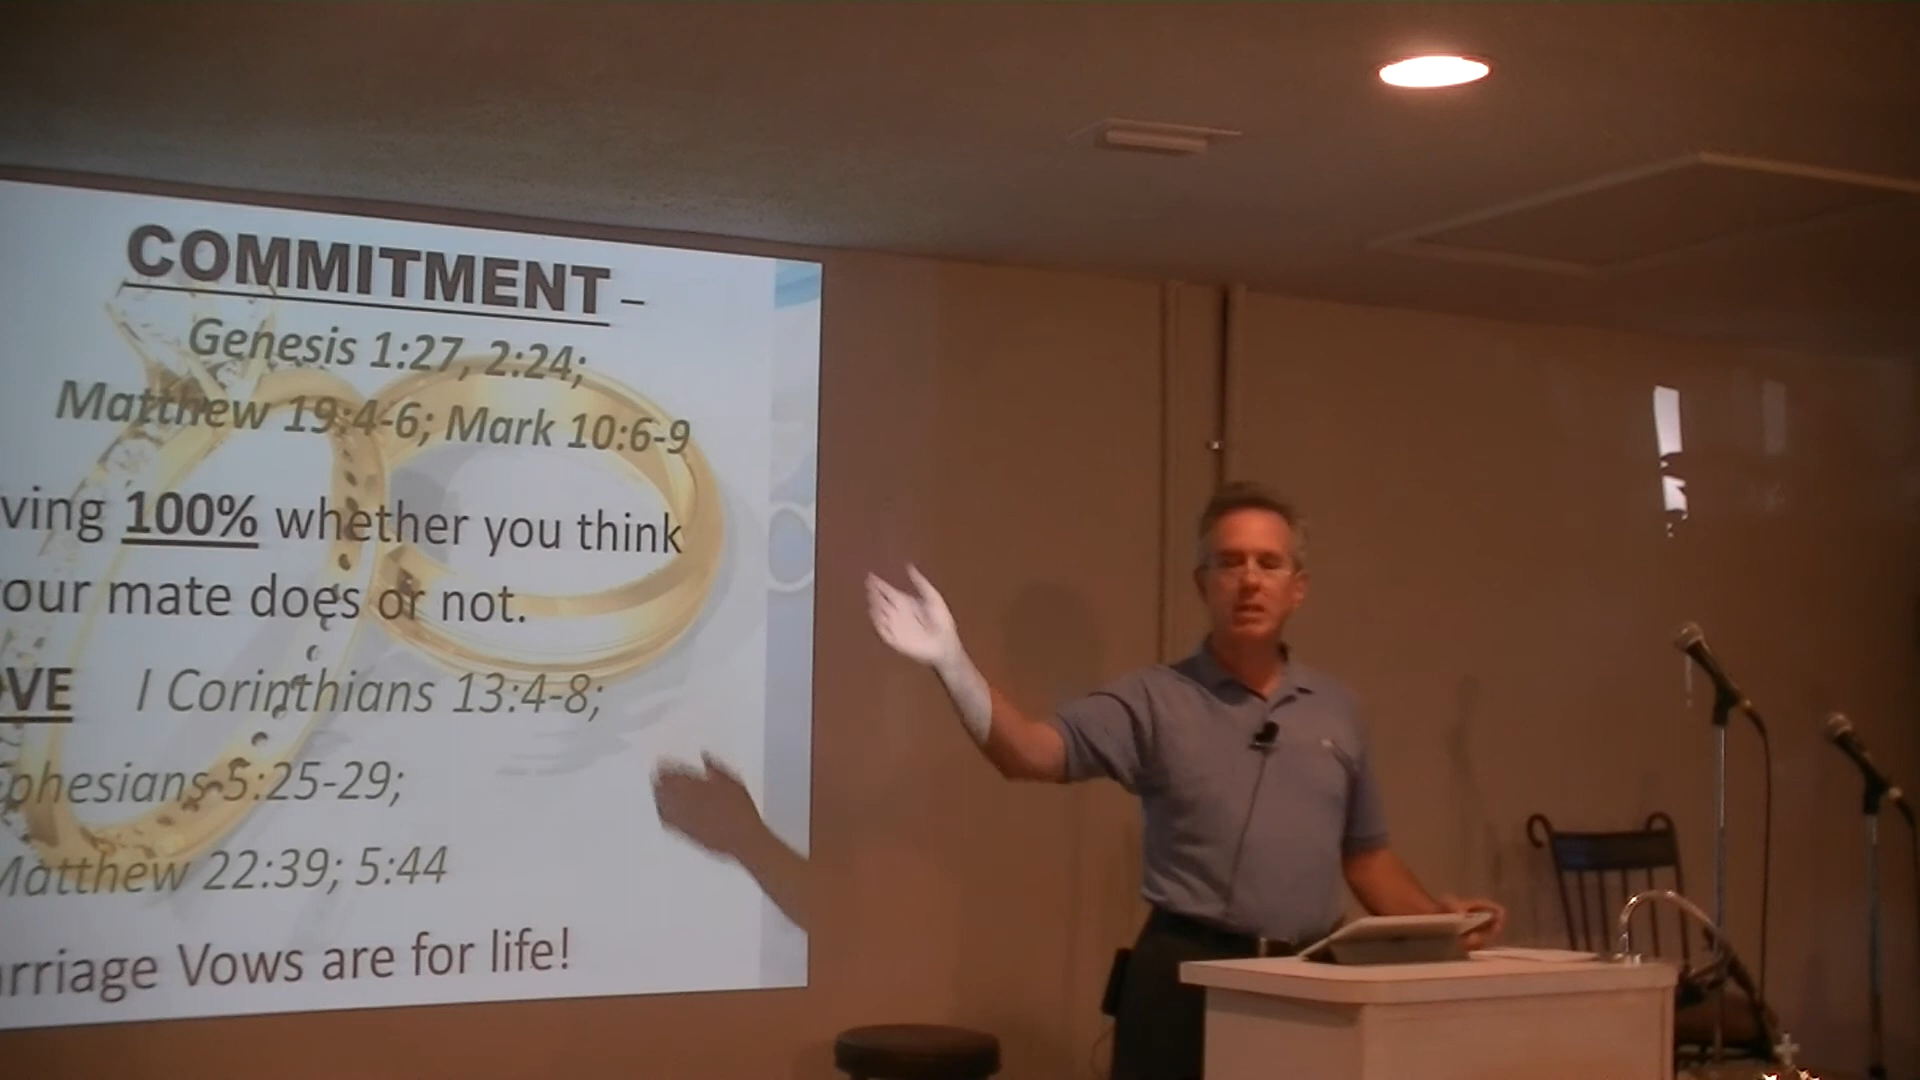 COMMITMENT –
Genesis 1:27, 2:24;
Matthew 19:4-6; Mark 10:6-9
ving 100% whether you think
our mate does or not.
VE I Corinthians 13:4-8;
phesians 5:25-29;
Matthew 22:39; 5:44
rriage Vows are for life!